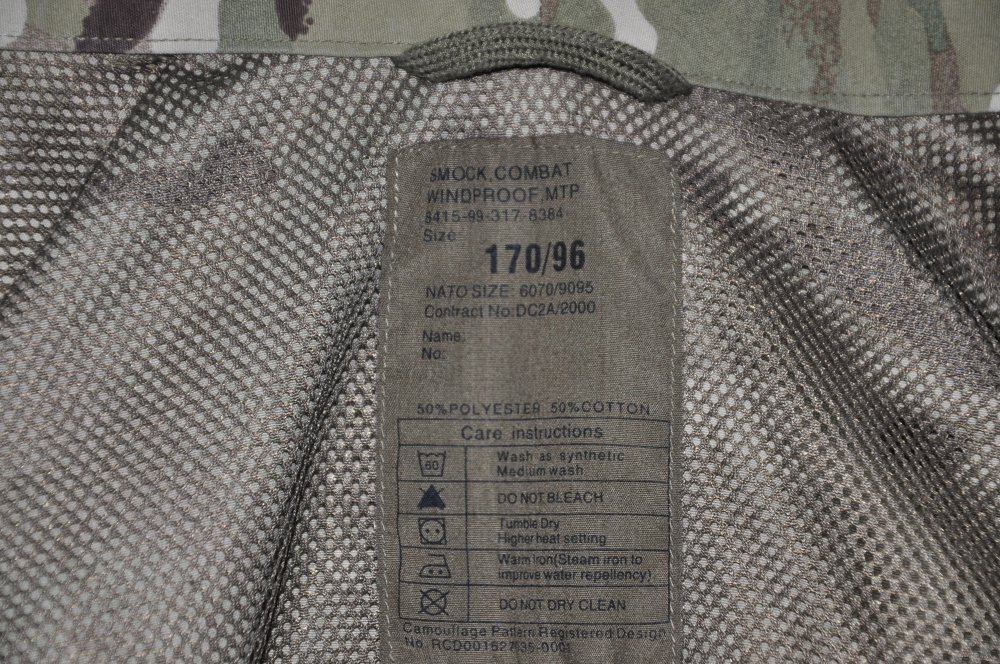 SMOCK, COMBAT
WINDPROOF, MTP
8415-99-317-8384
Size
170/96
NATO SIZE: 6070/9095
Contract No: DC2A/2000
Name:
No:
50%POLYESTER 50%COTTON
Care instructions
60
Wash as synthetic
Medium wash
DO NOT BLEACH
Tumble Dry
Higher heat setting
Warm iron(Steam iron to
improve water repellency)
DO NOT DRY CLEAN
Camouflage Pattern Registered Design
No.